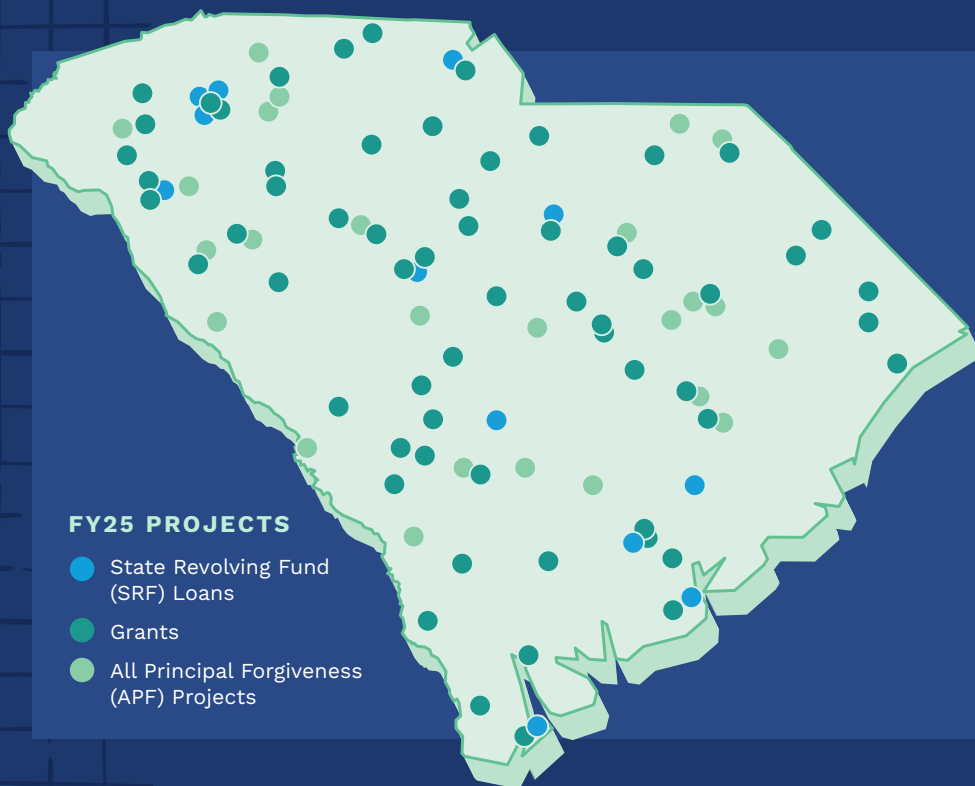 FY25 PROJECTS
State Revolving Fund
(SRF) Loans
Grants
All Principal Forgiveness
(APF) Projects